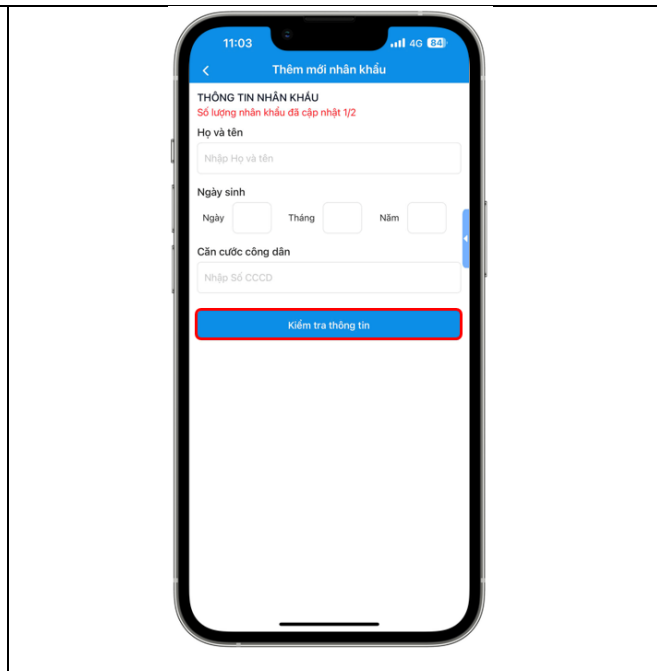 11:03 4G 84
Thêm mới nhân khẩu
THÔNG TIN NHÂN KHẨU
Số lượng nhân khẩu đã cập nhật 1/2
Họ và tên
Nhập Họ và tên
Ngày sinh
Ngày Tháng Năm
Căn cước công dân
Nhập Số CCCD
Kiểm tra thông tin